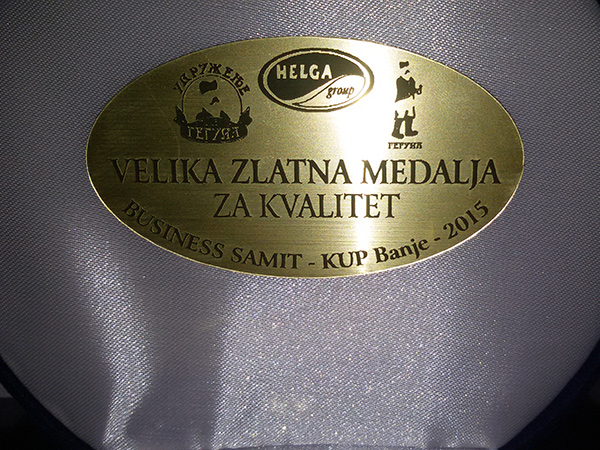 УДРУЖЕЊЕ
ГЕГУЛА
HELGA
group
ГЕГУЛА
VELIKA ZLATNA MEDALJA
ZA KVALITET
BUSINESS SAMIT - KUP Banje - 2015